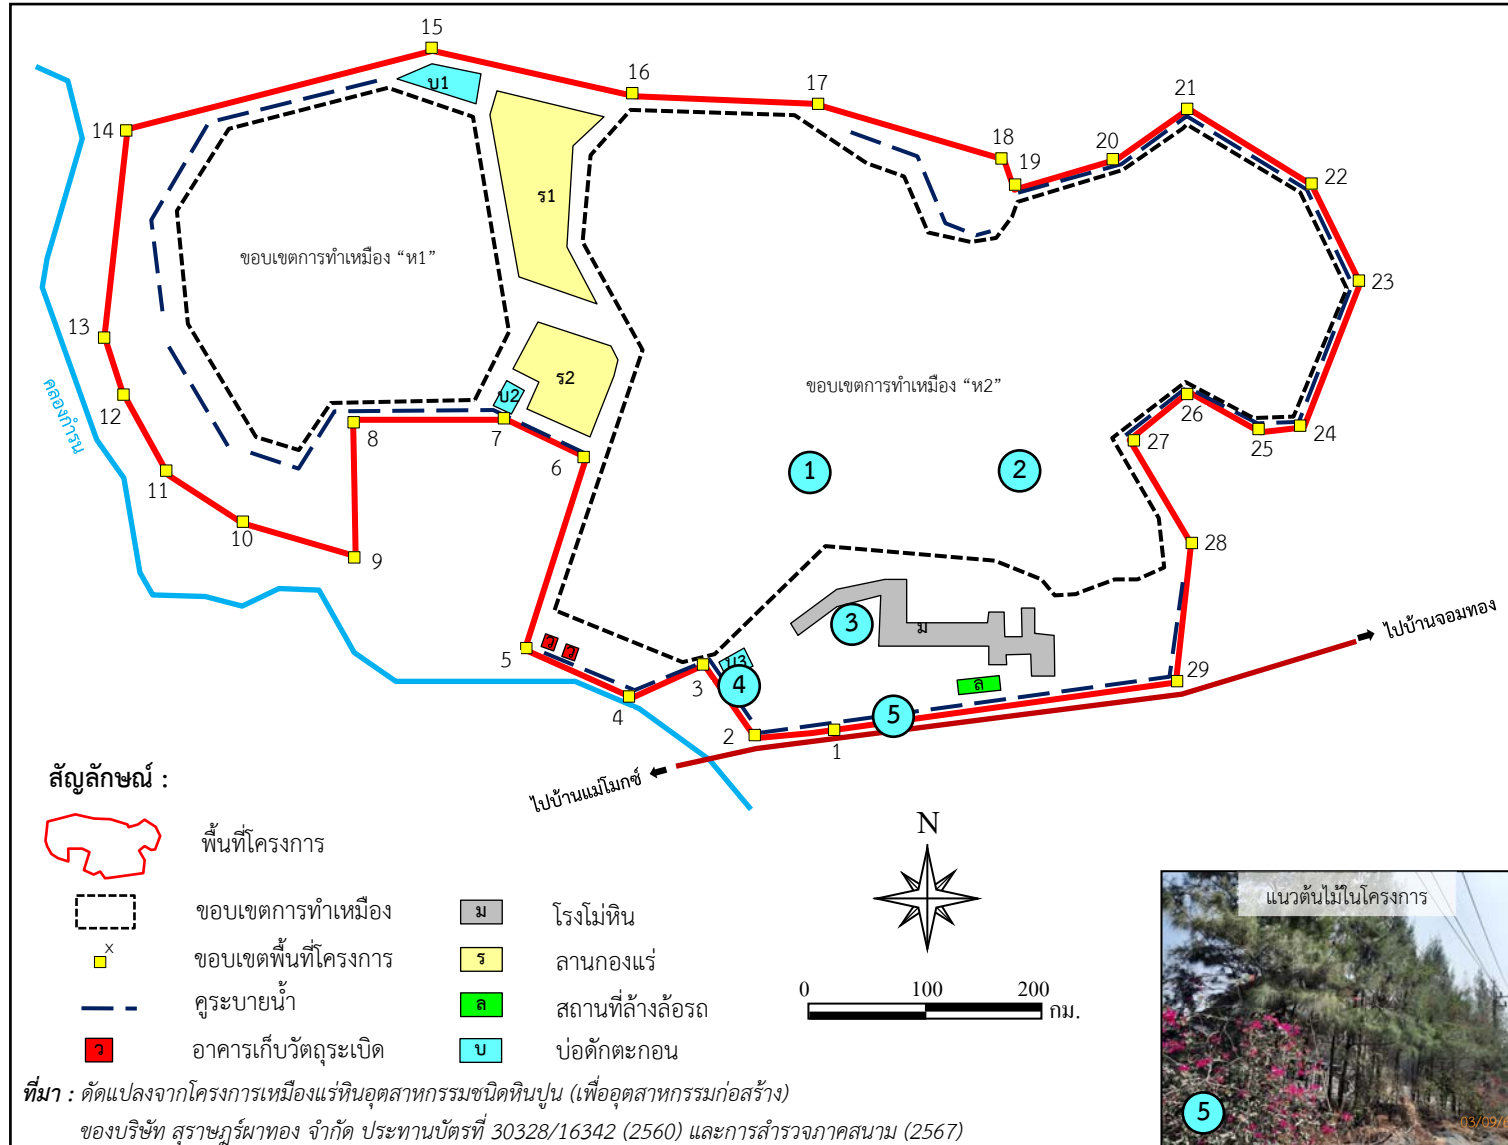 15
16
17
21
14
บ1
18
19
20
22
ร1
ขอบเขตการทำเหมือง “ห1”
23
13
คลองกำรน
ร2
ขอบเขตการทำเหมือง “ห2”
12
บ2
26
8
7
27
25
24
6
11
1
2
10
28
9
ไปบ้านจอมทอง
3
ม
5
ว
ว
บ3
3
4
ล
29
4
2
1
5
สัญลักษณ์ :
ไปบ้านแม่โมกข์
พื้นที่โครงการ
N
ขอบเขตการทำเหมือง
ม
โรงโม่หิน
แนวต้นไม้ในโครงการ
x
ขอบเขตพื้นที่โครงการ
ร
ลานกองแร่
คูระบายน้ำ
ล
สถานที่ล้างล้อรถ
0 100 200
กม.
ว
อาคารเก็บวัตถุระเบิด
บ
บ่อดักตะกอน
5
03/09/
ที่มา : ดัดแปลงจากโครงการเหมืองแร่หินอุตสาหกรรมชนิดหินปูน (เพื่ออุตสาหกรรมก่อสร้าง)
ของบริษัท สุราษฎร์ผาทอง จำกัด ประทานบัตรที่ 30328/16342 (2560) และการสำรวจภาคสนาม (2567)